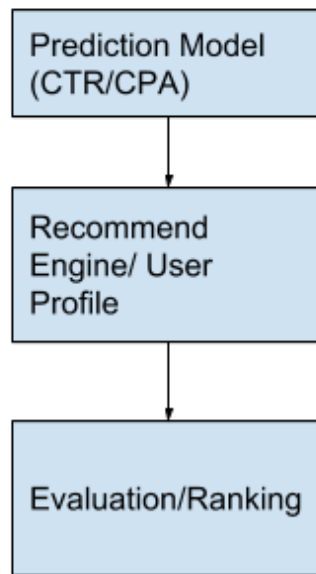 Prediction Model
(CTR/CPA)
Recommend
Engine/ User
Profile
Evaluation/Ranking